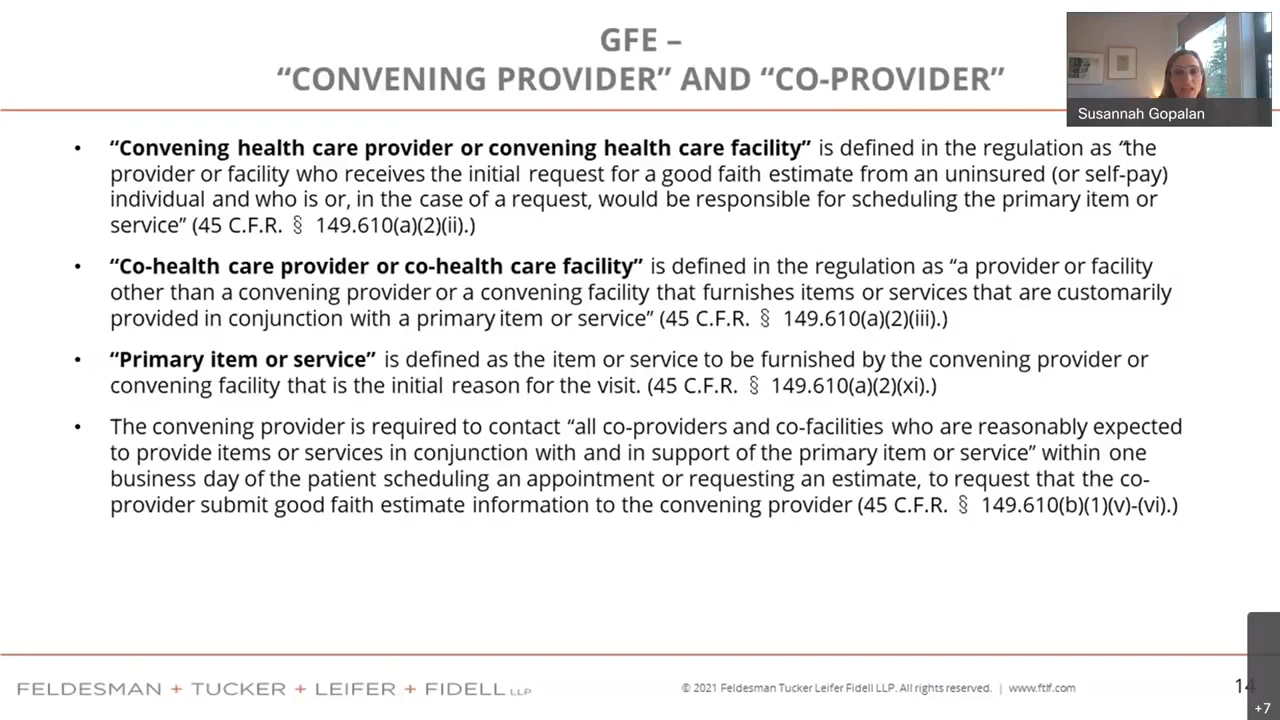 GFE –
“CONVENING PROVIDER” AND “CO-PROVIDER”
Susannah Gopalan
• “Convening health care provider or convening health care facility” is defined in the regulation as “the
provider or facility who receives the initial request for a good faith estimate from an uninsured (or self-pay)
individual and who is or, in the case of a request, would be responsible for scheduling the primary item or
service” (45 C.F.R. § 149.610(a)(2)(ii).)
• “Co-health care provider or co-health care facility” is defined in the regulation as “a provider or facility
other than a convening provider or a convening facility that furnishes items or services that are customarily
provided in conjunction with a primary item or service” (45 C.F.R. § 149.610(a)(2)(iii).)
• “Primary item or service” is defined as the item or service to be furnished by the convening provider or
convening facility that is the initial reason for the visit. (45 C.F.R. § 149.610(a)(2)(xi).)
• The convening provider is required to contact “all co-providers and co-facilities who are reasonably expected
to provide items or services in conjunction with and in support of the primary item or service” within one
business day of the patient scheduling an appointment or requesting an estimate, to request that the co-
provider submit good faith estimate information to the convening provider (45 C.F.R. § 149.610(b)(1)(v)-(vi).)
FELDESMAN + TUCKER + LEIFER + FIDELL LLP
© 2021 Feldesman Tucker Leifer Fidell LLP. All rights reserved. | www.ftlf.com
14
+7